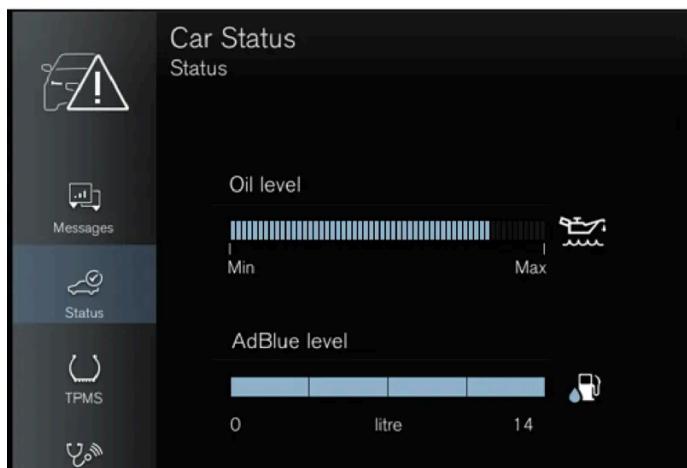 Car Status
Status
Messages
Status
TPMS
Oil level
Min Max
AdBlue level
0 litre 14